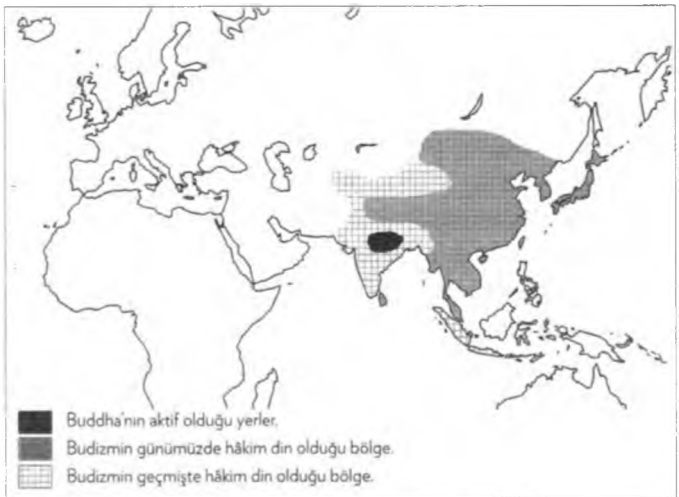 Buddha'nın aktif olduğu yerler.
Budizmin günümüzde hâkim din olduğu bölge.
Budizmin geçmişte hâkim din olduğu bölge.